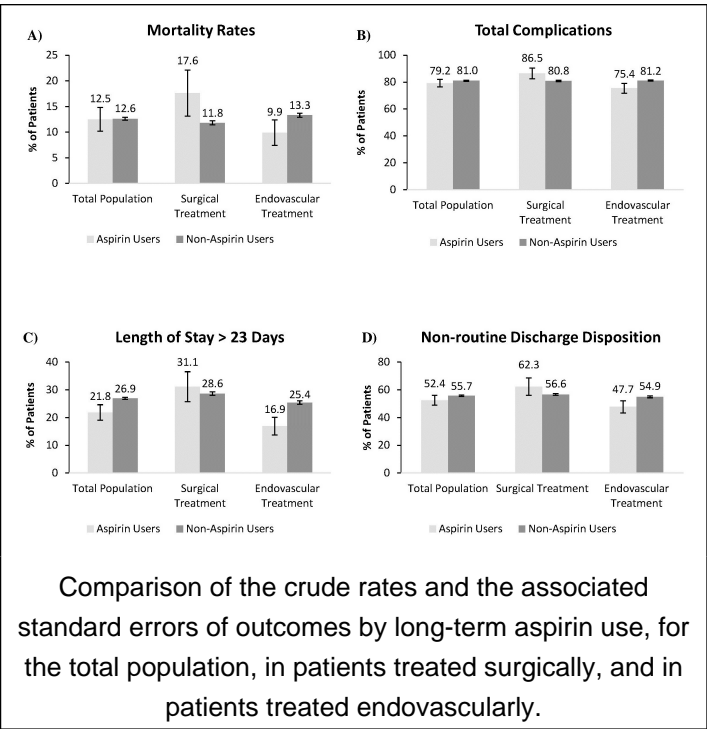 A)
Mortality Rates
% of Patients
25
20
15
10
5
0
12.5 12.6
17.6
11.8
9.9
13.3
Total Population
Surgical
Treatment
Endovascular
Treatment
Aspirin Users Non-Aspirin Users
B)
Total Complications
% of Patients
100
80
60
40
20
0
79.2 81.0
86.5
80.8
75.4
81.2
Total Population
Surgical
Treatment
Endovascular
Treatment
Aspirin Users Non-Aspirin Users
C)
Length of Stay > 23 Days
% of Patients
40
30
20
10
0
21.8
26.9
31.1
28.6
16.9
25.4
Total Population
Surgical
Treatment
Endovascular
Treatment
Aspirin Users Non-Aspirin Users
D)
Non-routine Discharge Disposition
% of Patients
80
60
40
20
0
52.4 55.7
62.3
56.6
47.7
54.9
Total Population Surgical Treatment
Endovascular
Treatment
Aspirin Users Non-Aspirin Users
Comparison of the crude rates and the associated
standard errors of outcomes by long-term aspirin use, for
the total population, in patients treated surgically, and in
patients treated endovascularly.